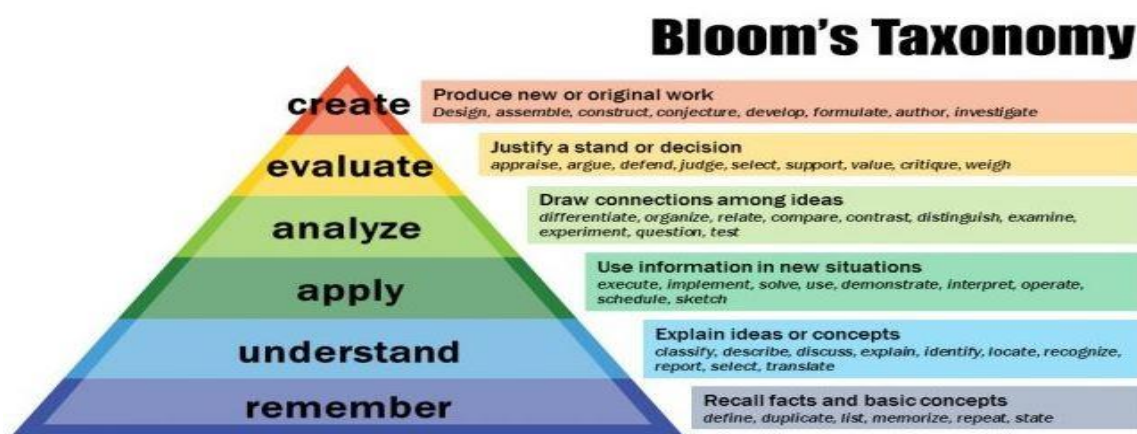 Bloom's Taxonomy
create
Produce new or original work
Design, assemble, construct, conjecture, develop, formulate, author, investigate
evaluate
Justify a stand or decision
appraise, argue, defend, judge, select, support, value, critique, weigh
analyze
Draw connections among ideas
differentiate, organize, relate, compare, contrast, distinguish, examine,
experiment, question, test
apply
Use information in new situations
execute, implement, solve, use, demonstrate, interpret, operate,
schedule, sketch
understand
Explain ideas or concepts
classify, describe, discuss, explain, identify, locate, recognize,
report, select, translate
remember
Recall facts and basic concepts
define, duplicate, list, memorize, repeat, state